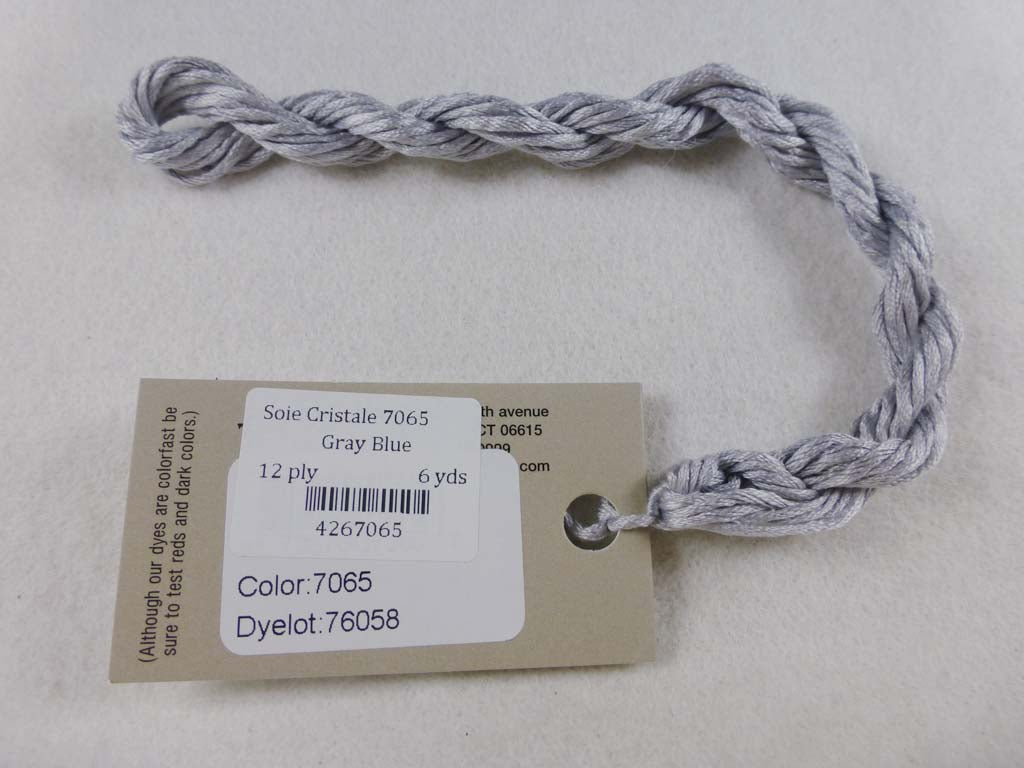 (Although our dyes are colorfast be
sure to test reds and dark colors.)
th avenue
CT 06615
.com
Soie Cristale 7065
Gray Blue
12 ply 6 yds
4267065
Color:7065
Dyelot:76058